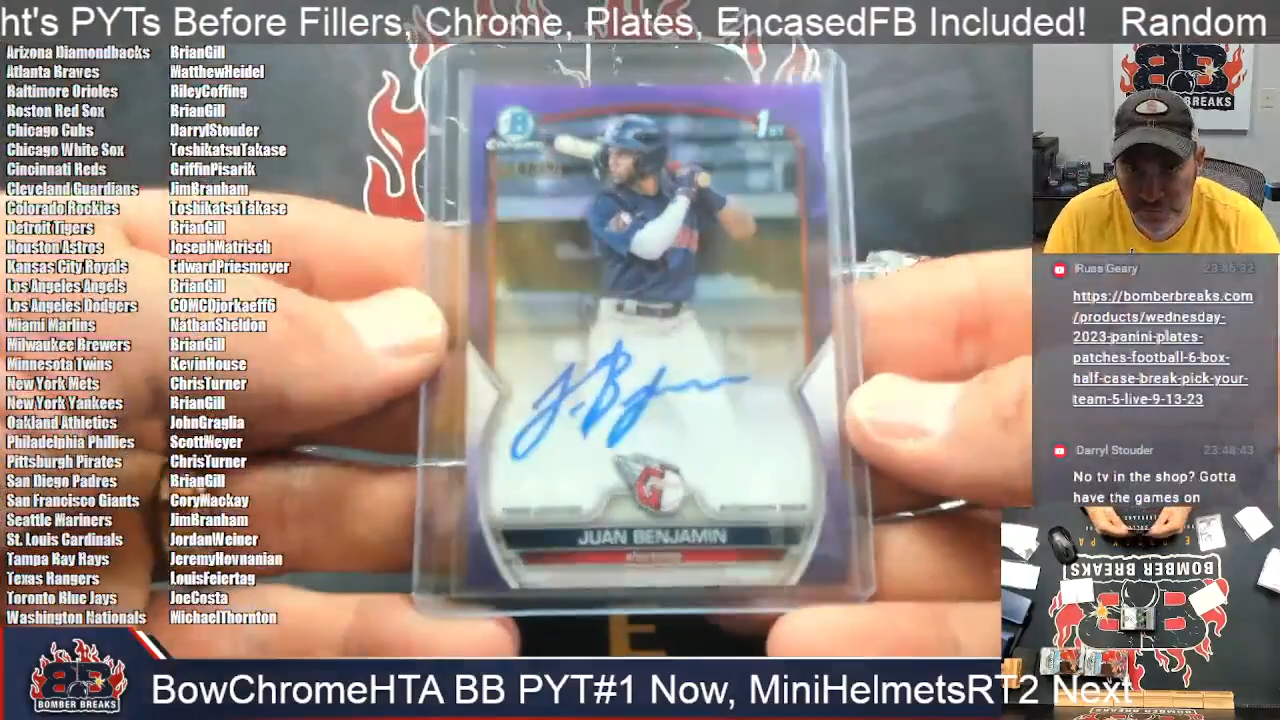 ht's PYTs Before Fillers, Chrome, Plates, EncasedFB Included! Random
Arizona Diamondbacks BrianGill
Atlanta Braves MatthewHeidel
Baltimore Orioles RileyCoffing
Boston Red Sox BrianGill
Chicago Cubs DarrylStouder
Chicago White Sox ToshikatsuTakase
Cincinnati Reds GriffinPisarik
Cleveland Guardians JimBranham
Colorado Rockies ToshikatsuTakase
Detroit Tigers BrianGill
Houston Astros JosephMatrisch
Kansas City Royals EdwardPriesmeyer
Los Angeles Angels BrianGill
Los Angeles Dodgers COMCDjorkaeff6
Miami Marlins NathanSheldon
Milwaukee Brewers BrianGill
Minnesota Twins KevinHouse
New York Mets ChrisTurner
New York Yankees BrianGill
Oakland Athletics JohnGraglia
Philadelphia Phillies ScottMeyer
Pittsburgh Pirates ChrisTurner
San Diego Padres BrianGill
San Francisco Giants CoryMackay
Seattle Mariners JimBranham
St. Louis Cardinals JordanWeiner
Tampa Bay Rays JeremyHovnanian
Texas Rangers LouisFeiertag
Toronto Blue Jays JoeCosta
Washington Nationals MichaelThornton
1ST
JUAN BENJAMIN
BREAKS
Russ Geary 23:45:32
https://bomberbreaks.com
/products/wednesday-
2023-panini-plates-
patches-football-6-box-
half-case-break-pick-your-
team-5-live-9-13-23
Darryl Stouder 23:48:43
No tv in the shop? Gotta
have the games on
BOMBER BREAKS
BOMBER BREAKS
BowChromeHTA BB PYT#1 Now, MiniHelmetsRT2 Next